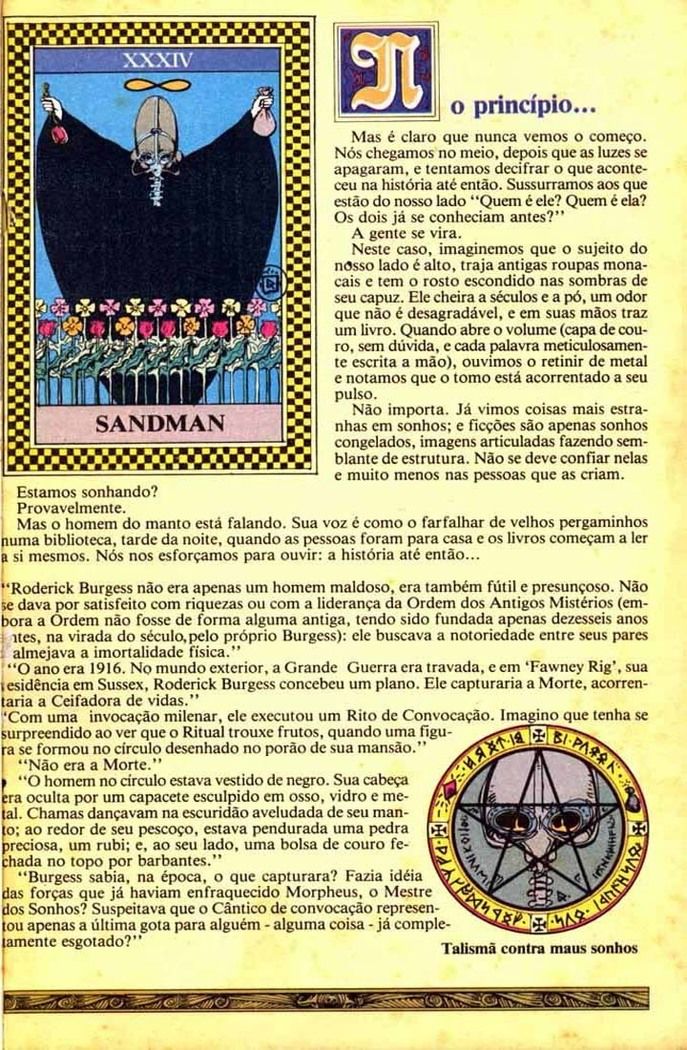 XXXIV
SANDMAN
No princípio...
Mas é claro que nunca vemos o começo.
Nós chegamos no meio, depois que as luzes se
apagaram, e tentamos decifrar o que aconte-
ceu na história até então. Sussurramos aos que
estão do nosso lado “Quem é ele? Quem é ela?
Os dois já se conheciam antes?”
A gente se vira.
Neste caso, imaginemos que o sujeito do
nosso lado é alto, traja antigas roupas mona-
cais e tem o rosto escondido nas sombras de
seu capuz. Ele cheira a séculos e a pó, um odor
que não é desagradável, e em suas mãos traz
um livro. Quando abre o volume (capa de cou-
ro, sem dúvida, e cada palavra meticulosamen-
te escrita a mão), ouvimos o retinir de metal
e notamos que o tomo está acorrentado a seu
pulso.
Não importa. Já vimos coisas mais estra-
nhas em sonhos; e ficções são apenas sonhos
congelados, imagens articuladas fazendo sem-
blante de estrutura. Não se deve confiar nelas
e muito menos nas pessoas que as criam.
Estamos sonhando?
Provavelmente.
Mas o homem do manto está falando. Sua voz é como o farfalhar de velhos pergaminhos
numa biblioteca, tarde da noite, quando as pessoas foram para casa e os livros começam a ler
a si mesmos. Nós nos esforçamos para ouvir: a história até então...
“Roderick Burgess não era apenas um homem maldoso, era também fútil e presunçoso. Não
se dava por satisfeito com riquezas ou com a liderança da Ordem dos Antigos Mistérios (em-
bora a Ordem não fosse de forma alguma antiga, tendo sido fundada apenas dezesseis anos
ntes, na virada do século, pelo próprio Burgess): ele buscava a notoriedade entre seus pares
almejava a imortalidade física.”
“O ano era 1916. No mundo exterior, a Grande Guerra era travada, e em ‘Fawney Rig’, sua
esidência em Sussex, Roderick Burgess concebeu um plano. Ele capturaria a Morte, acorren-
taria a Ceifadora de vidas.”
“Com uma invocação milenar, ele executou um Rito de Convocação. Imagino que tenha se
surpreendido ao ver que o Ritual trouxe frutos, quando uma figu-
ra se formou no círculo desenhado no porão de sua mansão.”
“Não era a Morte.”
“O homem no círculo estava vestido de negro. Sua cabeça
era oculta por um capacete esculpido em osso, vidro e me-
tal. Chamas dançavam na escuridão aveludada de seu man-
to; ao redor de seu pescoço, estava pendurada uma pedra
preciosa, um rubi; e, ao seu lado, uma bolsa de couro fe-
chada no topo por barbantes.”
“Burgess sabia, na época, o que capturara? Fazia idéia
das forças que já haviam enfraquecido Morpheus, o Mestre
dos Sonhos? Suspeitava que o Cântico de convocação represen-
tou apenas a última gota para alguém - alguma coisa - já comple-
tamente esgotado?”
Talismã contra maus sonhos